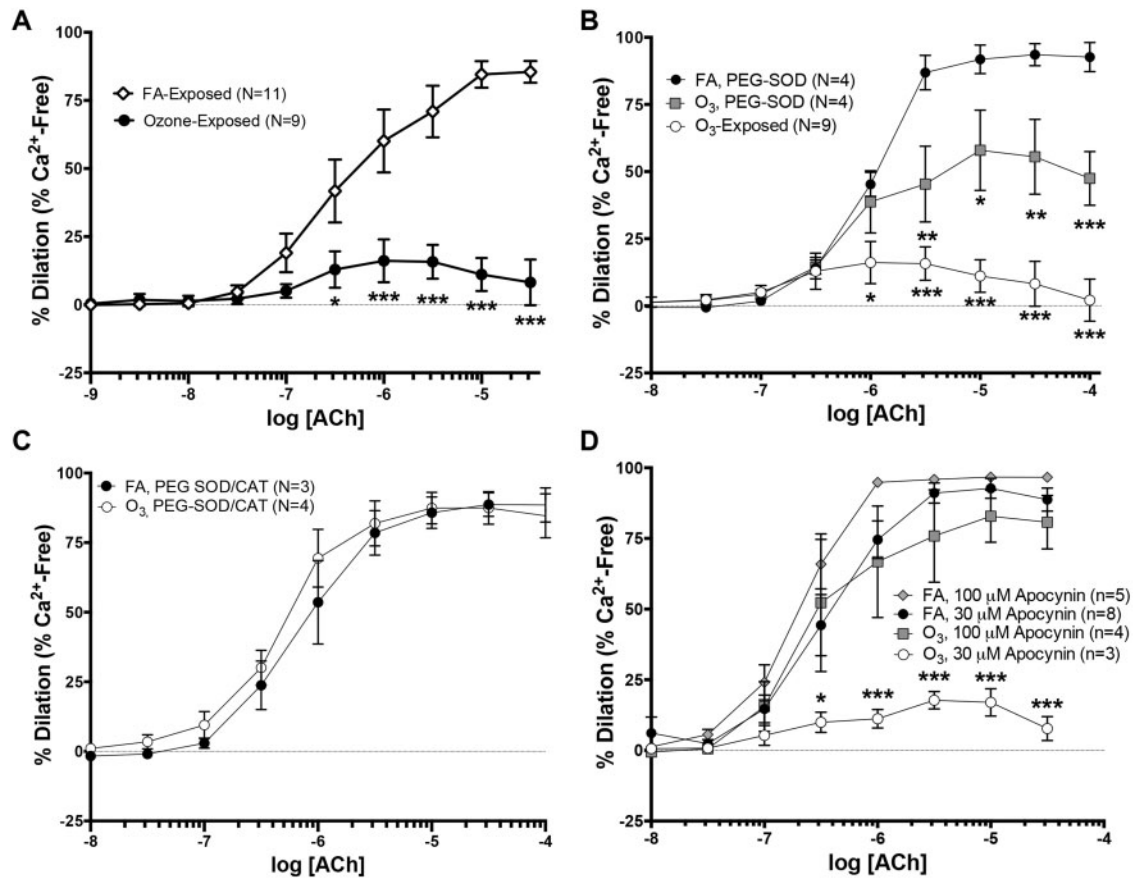 A
% Dilation (% Ca²⁺-Free)
100
75
50
25
0
-25
FA-Exposed (N=11)
Ozone-Exposed (N=9)
*
***
***
***
***
-9
-8
-7
-6
-5
log [ACh]
B
% Dilation (% Ca²⁺-Free)
100
75
50
25
0
-25
FA, PEG-SOD (N=4)
O₃, PEG-SOD (N=4)
O₃-Exposed (N=9)
**
*
**
***
*
***
***
***
***
-8
-7
-6
-5
-4
log [ACh]
C
% Dilation (% Ca²⁺-Free)
100
75
50
25
0
-25
FA, PEG SOD/CAT (N=3)
O₃, PEG-SOD/CAT (N=4)
-8
-7
-6
-5
-4
log [ACh]
D
% Dilation (% Ca²⁺-Free)
100
75
50
25
0
-25
FA, 100 μM Apocynin (n=5)
FA, 30 μM Apocynin (n=8)
O₃, 100 μM Apocynin (n=4)
O₃, 30 μM Apocynin (n=3)
*
***
***
***
***
-8
-7
-6
-5
-4
log [ACh]